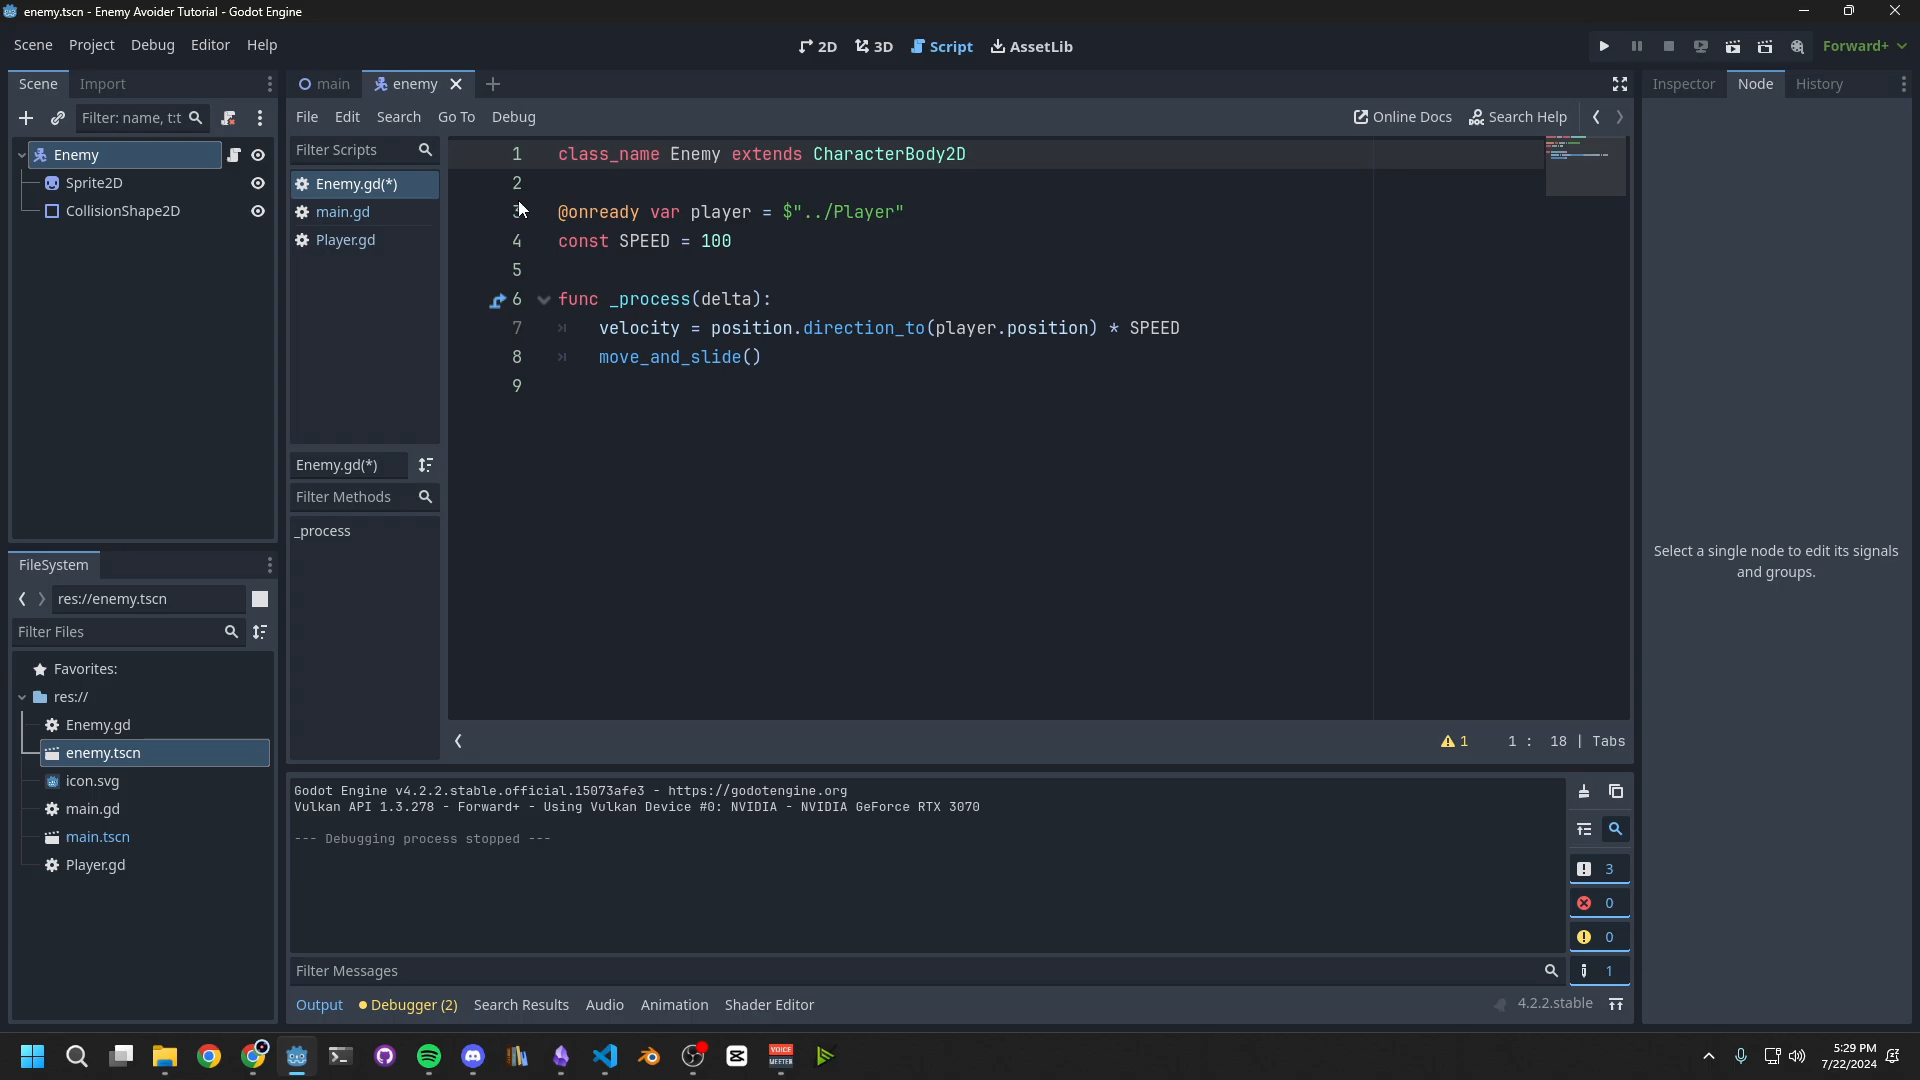 enemy.tscn - Enemy Avoider Tutorial - Godot Engine
Scene Project Debug Editor Help
2D 3D Script AssetLib
Forward+
Scene Import
main enemy
Inspector Node History
Filter: name, t:t
File Edit Search Go To Debug
Online Docs Search Help
Enemy
Sprite2D
CollisionShape2D
Filter Scripts
Enemy.gd(*)
main.gd
Player.gd
Enemy.gd(*)
Filter Methods
_process
1 class_name Enemy extends CharacterBody2D
2
3 @onready var player = $"../Player"
4 const SPEED = 100
5
6 func _process(delta):
7 velocity = position.direction_to(player.position) * SPEED
8 move_and_slide()
9
1 1 : 18 | Tabs
Select a single node to edit its signals
and groups.
FileSystem
res://enemy.tscn
Filter Files
Favorites:
res://
Enemy.gd
enemy.tscn
icon.svg
main.gd
main.tscn
Player.gd
Godot Engine v4.2.2.stable.official.15073afe3 - https://godotengine.org
Vulkan API 1.3.278 - Forward+ - Using Vulkan Device #0: NVIDIA - NVIDIA GeForce RTX 3070
--- Debugging process stopped ---
3
0
0
1
Filter Messages
Output Debugger (2) Search Results Audio Animation Shader Editor
4.2.2.stable
VOICE
MEETER
5:29 PM
7/22/2024